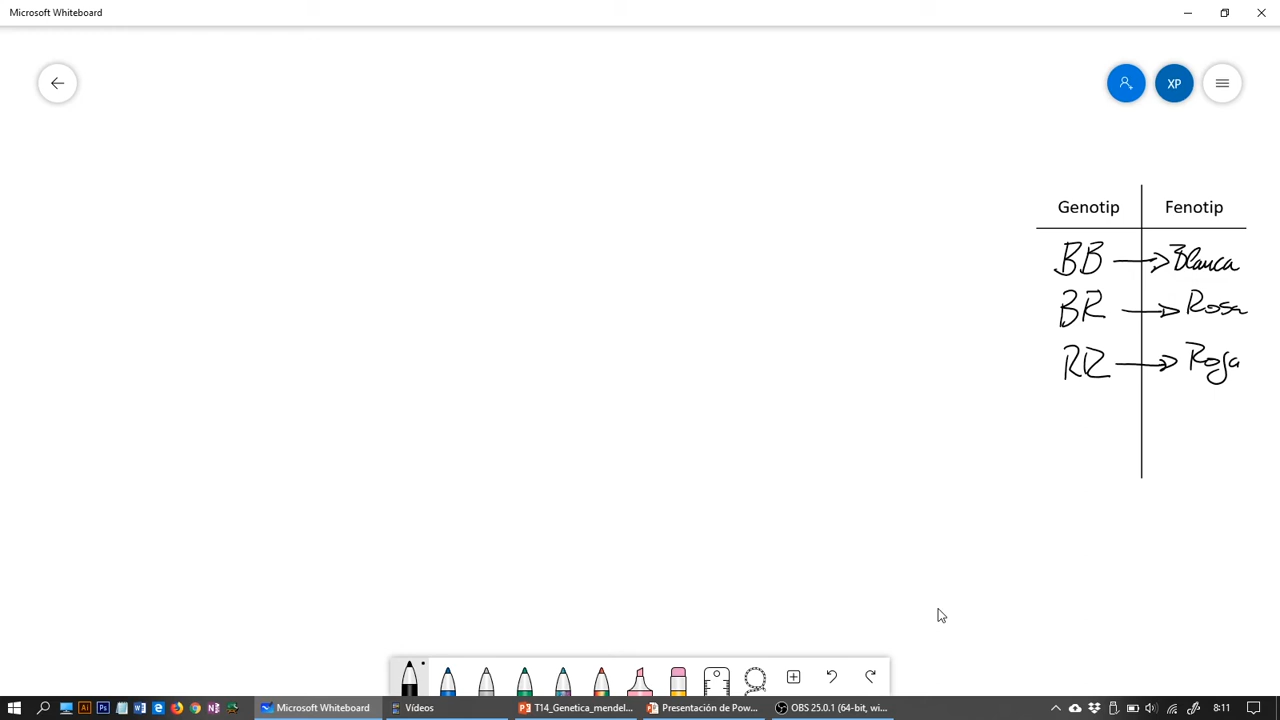 Microsoft Whiteboard
XP
Genotip Fenotip
BB → Blanca
BR → Rosa
RR → Roja
Microsoft Whiteboard Vídeos T14_Genetica_mendel... Presentación de Pow... OBS 25.0.1 (64-bit, wi... 8:11